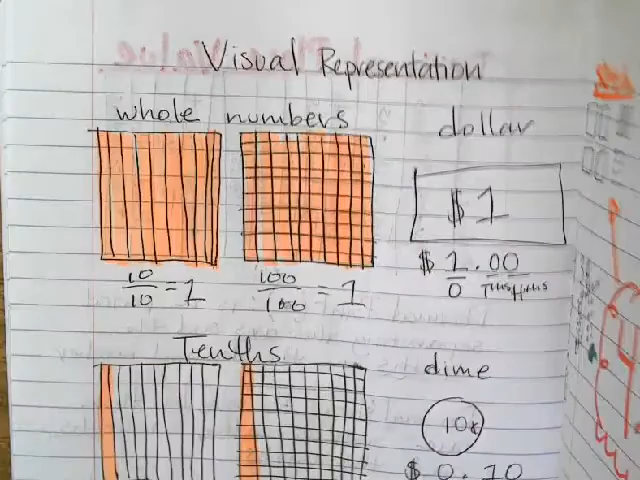 Visual Representation
whole numbers
dollar
$1
10/10 = 1
100/100 = 1
$ 1.00
Tenths
dime
10¢
$ 0.10